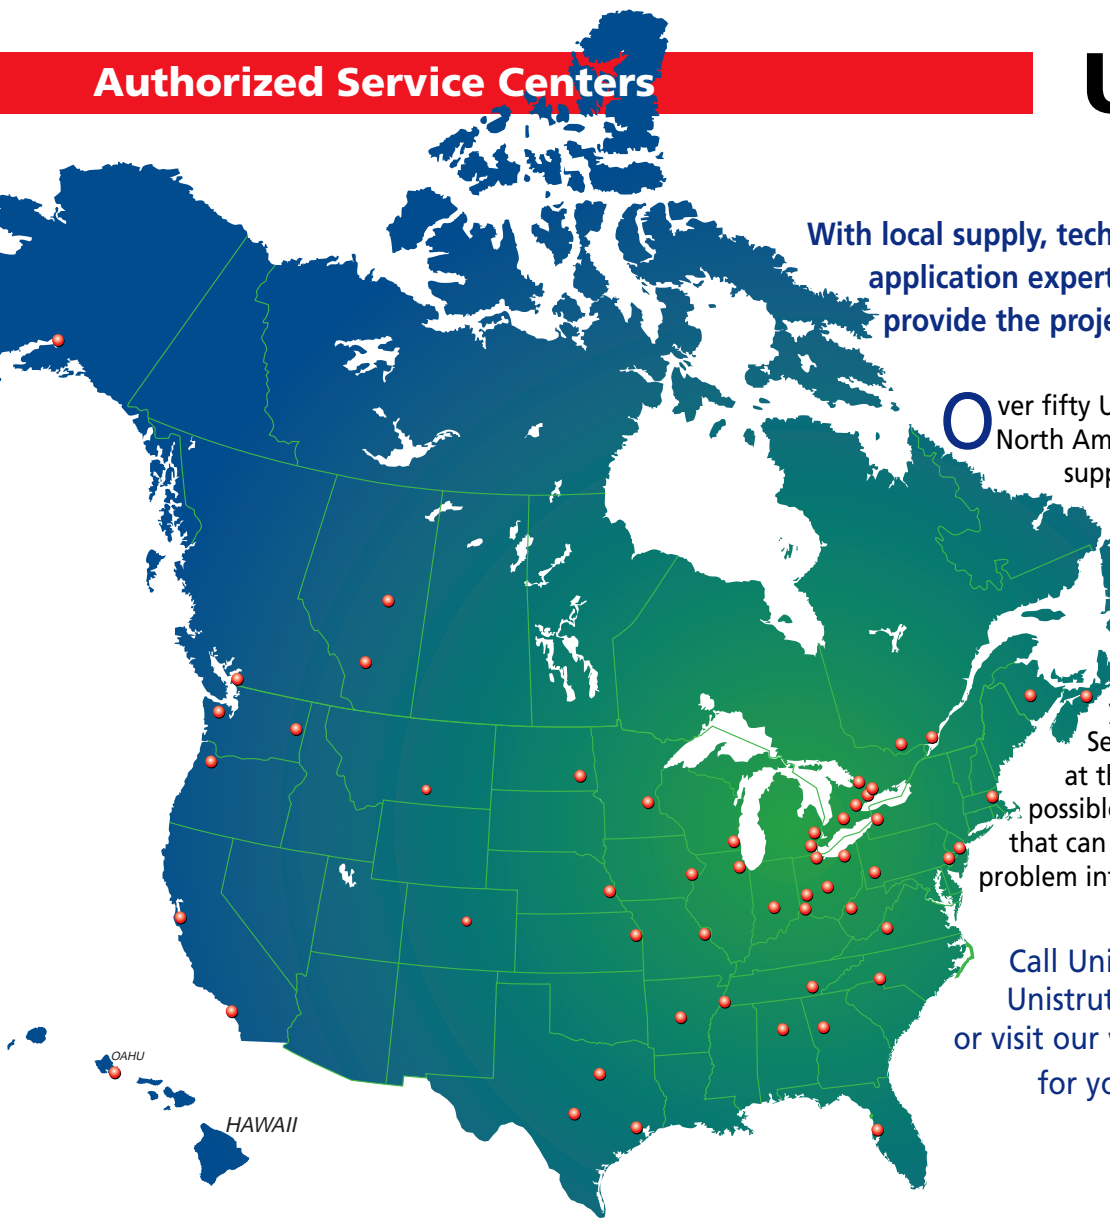 Authorized Service Centers
U
With local supply, tech
application expert
provide the proje
Over fifty U
North Am
supp
Se
at th
possible
that can
problem int
Call Uni
Unistrut
or visit our
for yo
OAHU
HAWAII